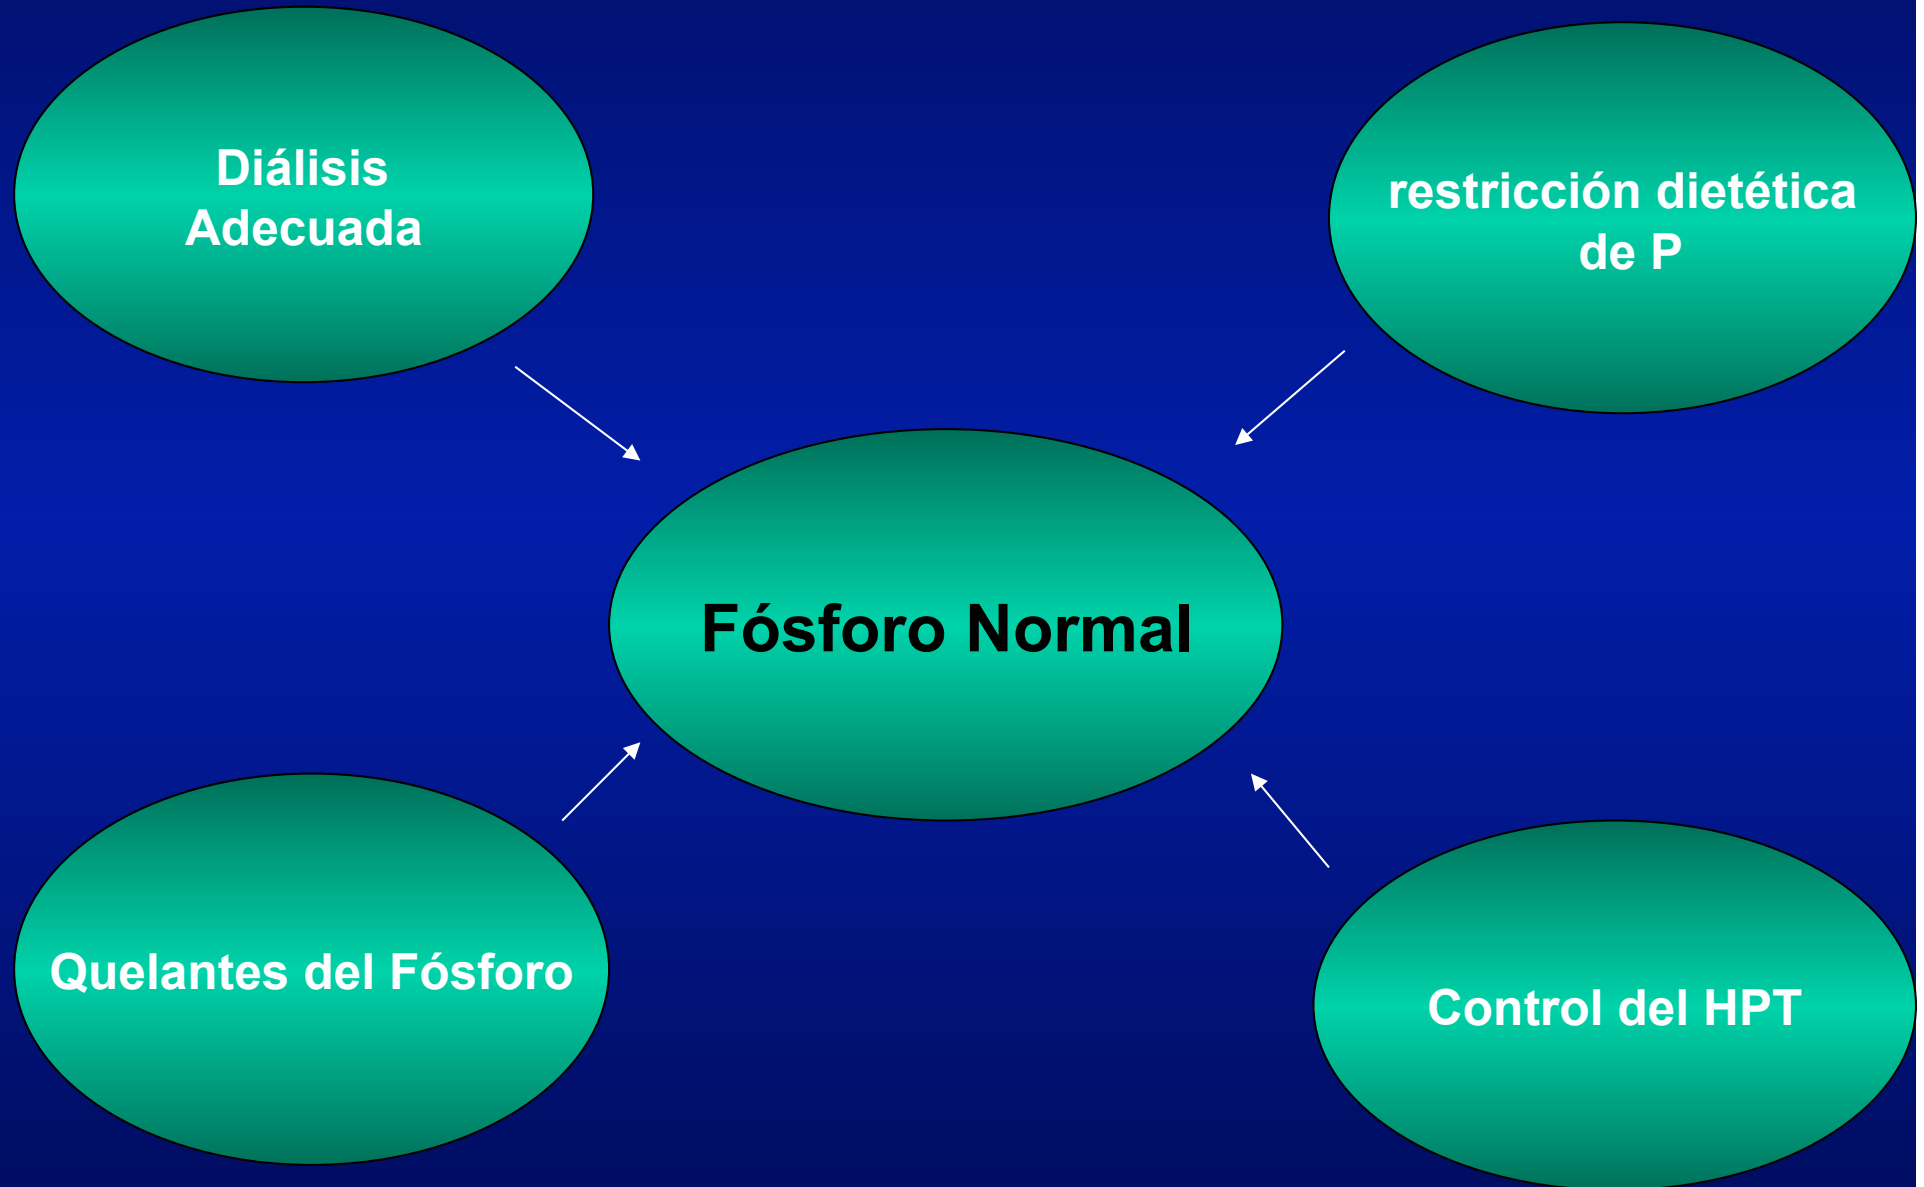 Diálisis
Adecuada
restricción dietética
de P
Fósforo Normal
Quelantes del Fósforo
Control del HPT